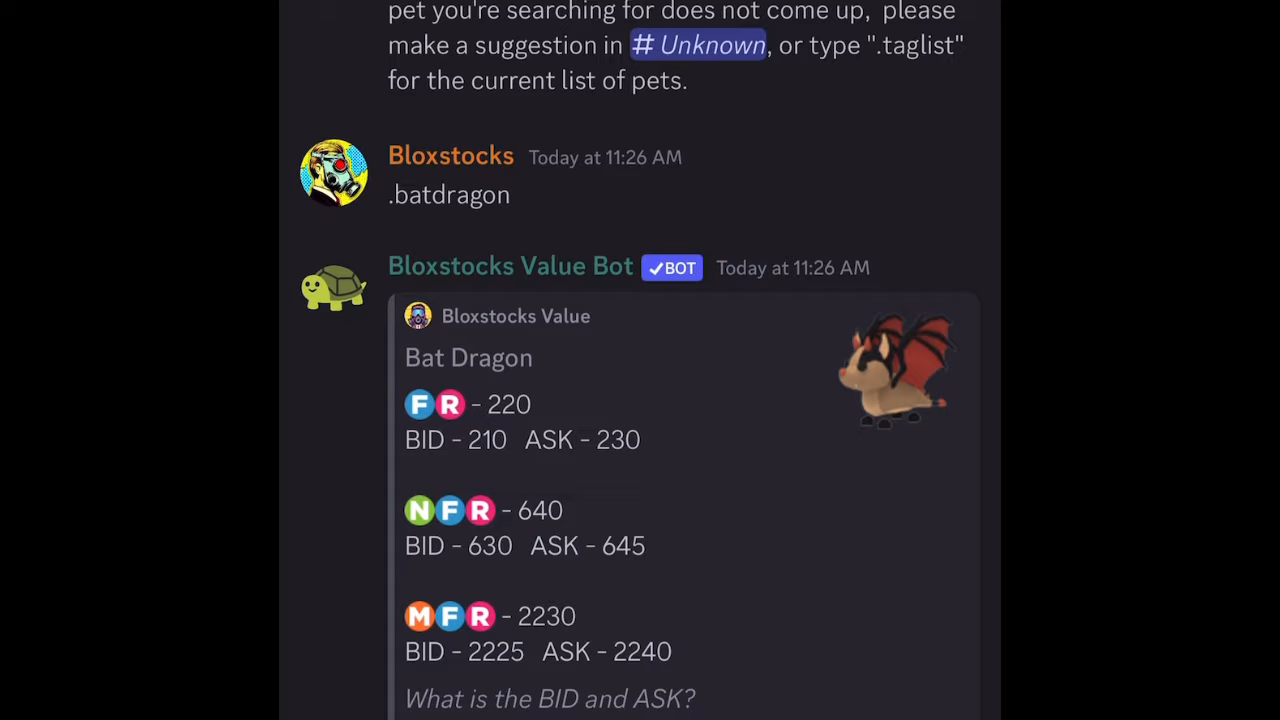 pet you're searching for does not come up, please
make a suggestion in # Unknown, or type ".taglist"
for the current list of pets.
Bloxstocks Today at 11:26 AM
.batdragon
Bloxstocks Value Bot ✓BOT Today at 11:26 AM
Bloxstocks Value
Bat Dragon
F R - 220
BID - 210 ASK - 230
N F R - 640
BID - 630 ASK - 645
M F R - 2230
BID - 2225 ASK - 2240
What is the BID and ASK?